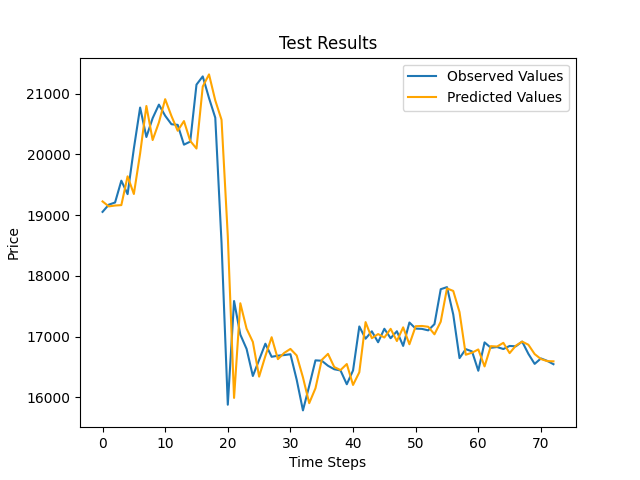 Test Results
Observed Values
Predicted Values
21000
20000
19000
18000
17000
16000
Price
0 10 20 30 40 50 60 70
Time Steps